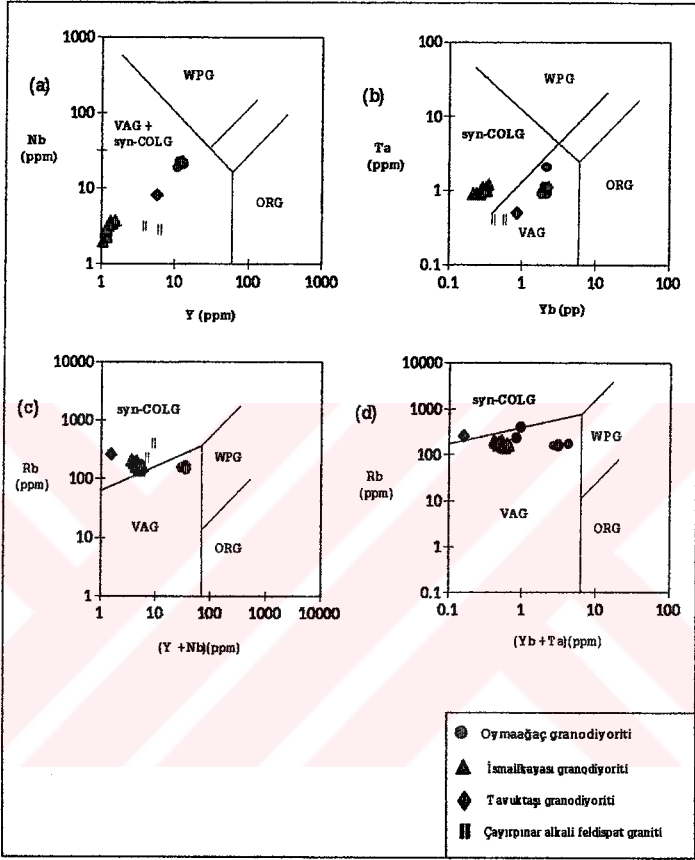 (a)
1000
100
10
1
Nb
(ppm)
WPG
VAG +
syn-COLG
ORG
1 10 100 1000
Y (ppm)
(b)
100
10
1
0.1
Ta
(ppm)
WPG
syn-COLG
ORG
VAG
0.1 1 10 100
Yb (pp)
(c)
10000
1000
100
10
1
Rb
(ppm)
syn-COLG
WPG
VAG
ORG
1 10 100 1000 10000
(Y +Nb)(ppm)
(d)
10000
1000
100
10
1
0.1
Rb
(ppm)
syn-COLG
WPG
VAG
ORG
0.1 1 10 100
(Yb +Ta)(ppm)
Oymaağaç granodiyoriti
İsmailkayası granodiyoriti
Tavuktaşı granodiyoriti
Çayırpınar alkali feldispat graniti